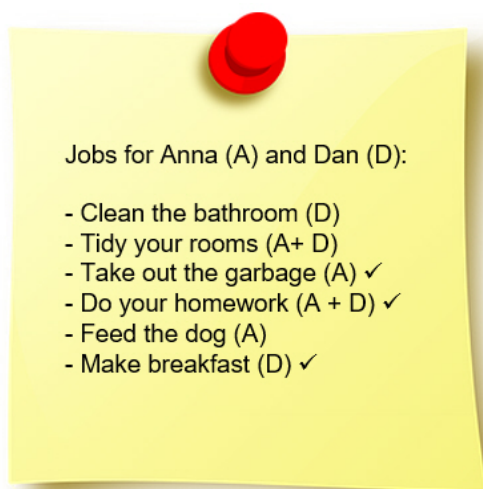 Jobs for Anna (A) and Dan (D):
- Clean the bathroom (D)
- Tidy your rooms (A+ D)
- Take out the garbage (A) ✓
- Do your homework (A + D) ✓
- Feed the dog (A)
- Make breakfast (D) ✓